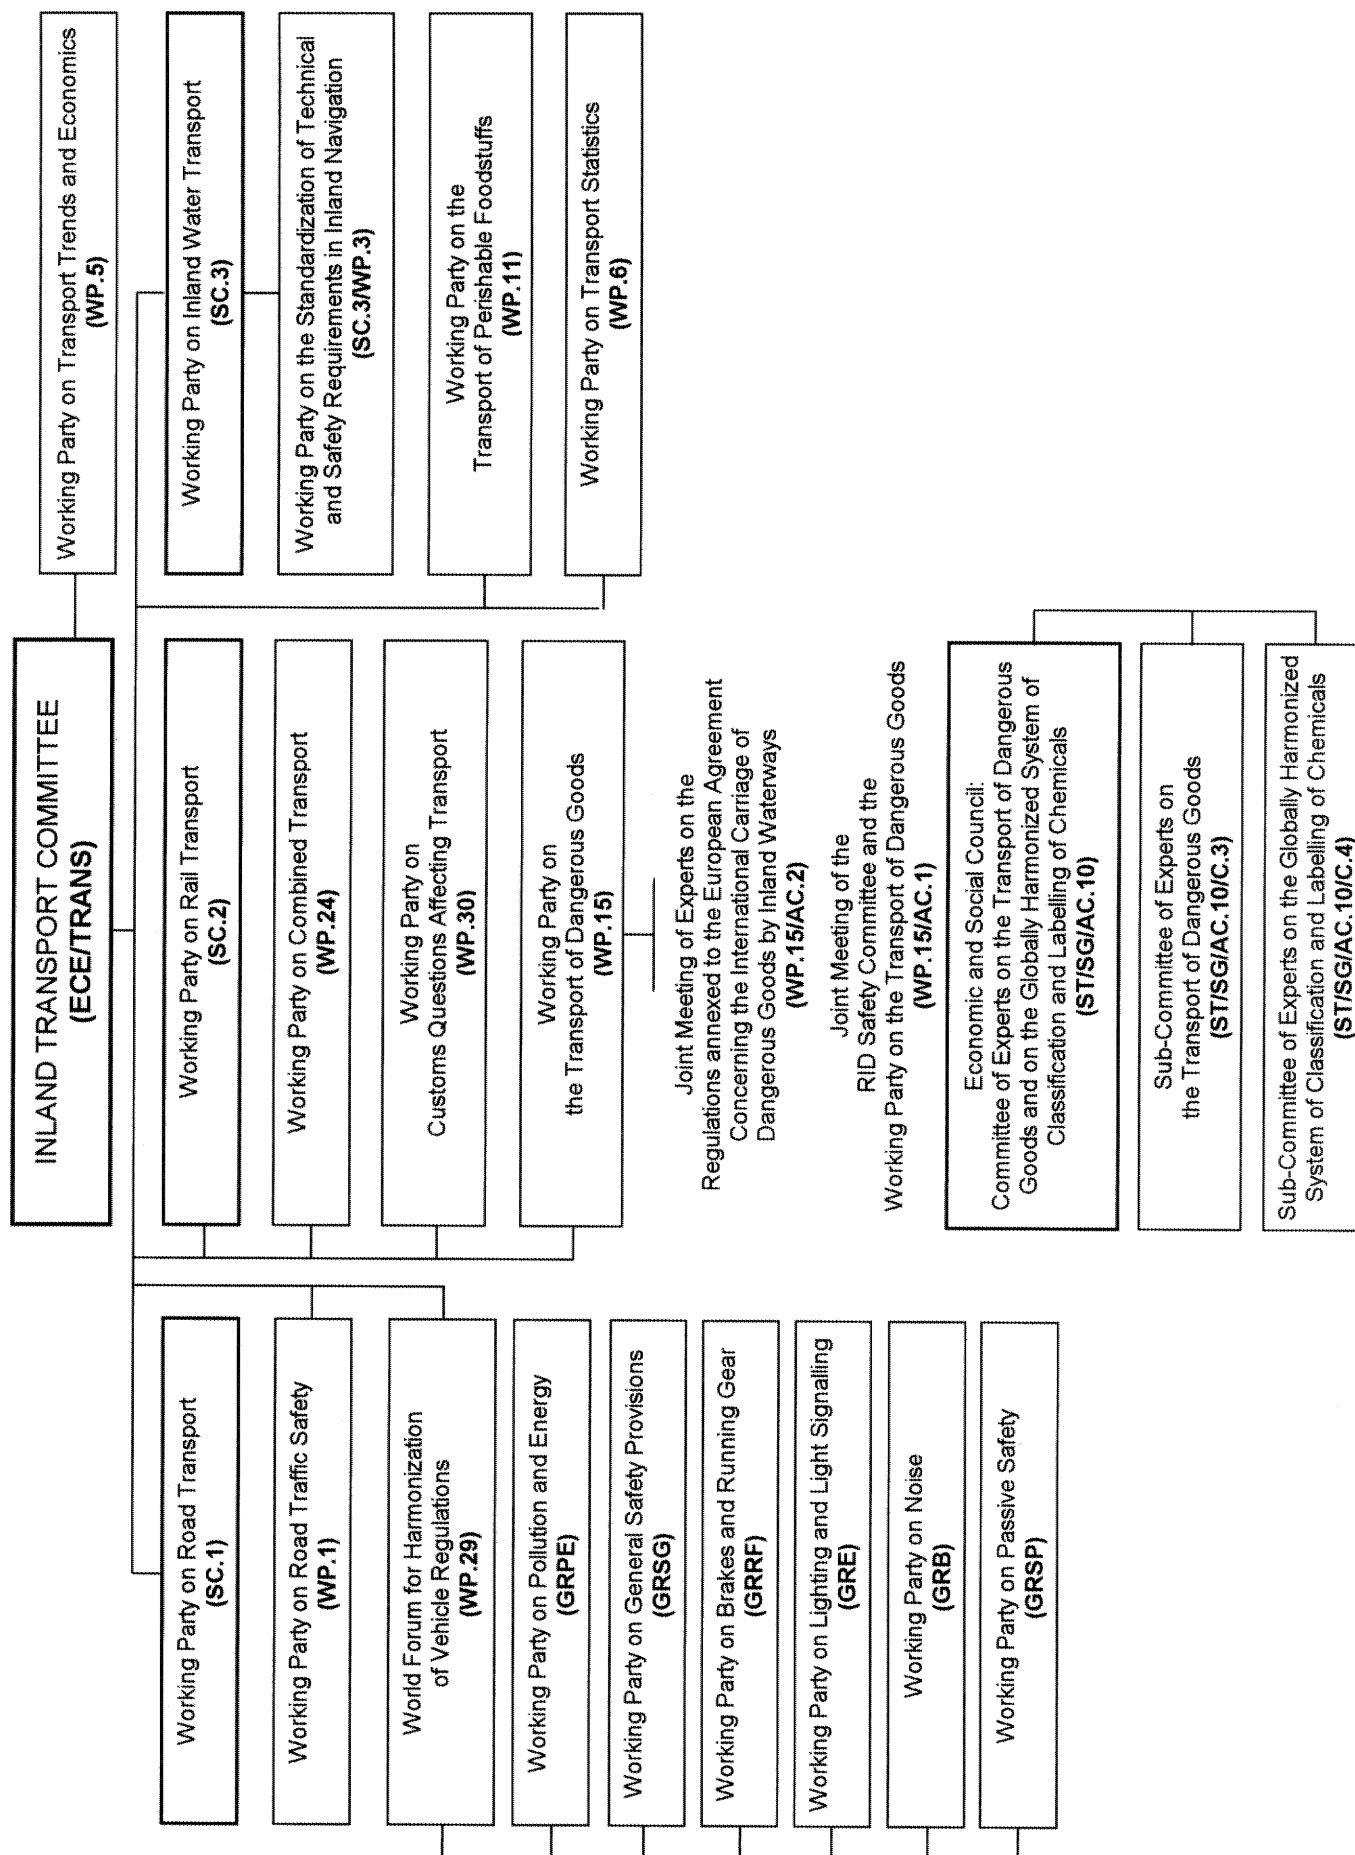 INLAND TRANSPORT COMMITTEE
(ECE/TRANS)
Working Party on Transport Trends and Economics
(WP.5)
Working Party on Road Transport
(SC.1)
Working Party on Road Traffic Safety
(WP.1)
World Forum for Harmonization
of Vehicle Regulations
(WP.29)
Working Party on Pollution and Energy
(GRPE)
Working Party on General Safety Provisions
(GRSG)
Working Party on Brakes and Running Gear
(GRRF)
Working Party on Lighting and Light Signalling
(GRE)
Working Party on Noise
(GRB)
Working Party on Passive Safety
(GRSP)
Working Party on Rail Transport
(SC.2)
Working Party on Combined Transport
(WP.24)
Working Party on
Customs Questions Affecting Transport
(WP.30)
Working Party on
the Transport of Dangerous Goods
(WP.15)
Joint Meeting of Experts on the
Regulations annexed to the European Agreement
Concerning the International Carriage of
Dangerous Goods by Inland Waterways
(WP.15/AC.2)
Joint Meeting of the
RID Safety Committee and the
Working Party on the Transport of Dangerous Goods
(WP.15/AC.1)
Economic and Social Council:
Committee of Experts on the Transport of Dangerous
Goods and on the Globally Harmonized System of
Classification and Labelling of Chemicals
(ST/SG/AC.10)
Sub-Committee of Experts on
the Transport of Dangerous Goods
(ST/SG/AC.10/C.3)
Sub-Committee of Experts on the Globally Harmonized
System of Classification and Labelling of Chemicals
(ST/SG/AC.10/C.4)
Working Party on Inland Water Transport
(SC.3)
Working Party on the Standardization of Technical
and Safety Requirements in Inland Navigation
(SC.3/WP.3)
Working Party on the
Transport of Perishable Foodstuffs
(WP.11)
Working Party on Transport Statistics
(WP.6)